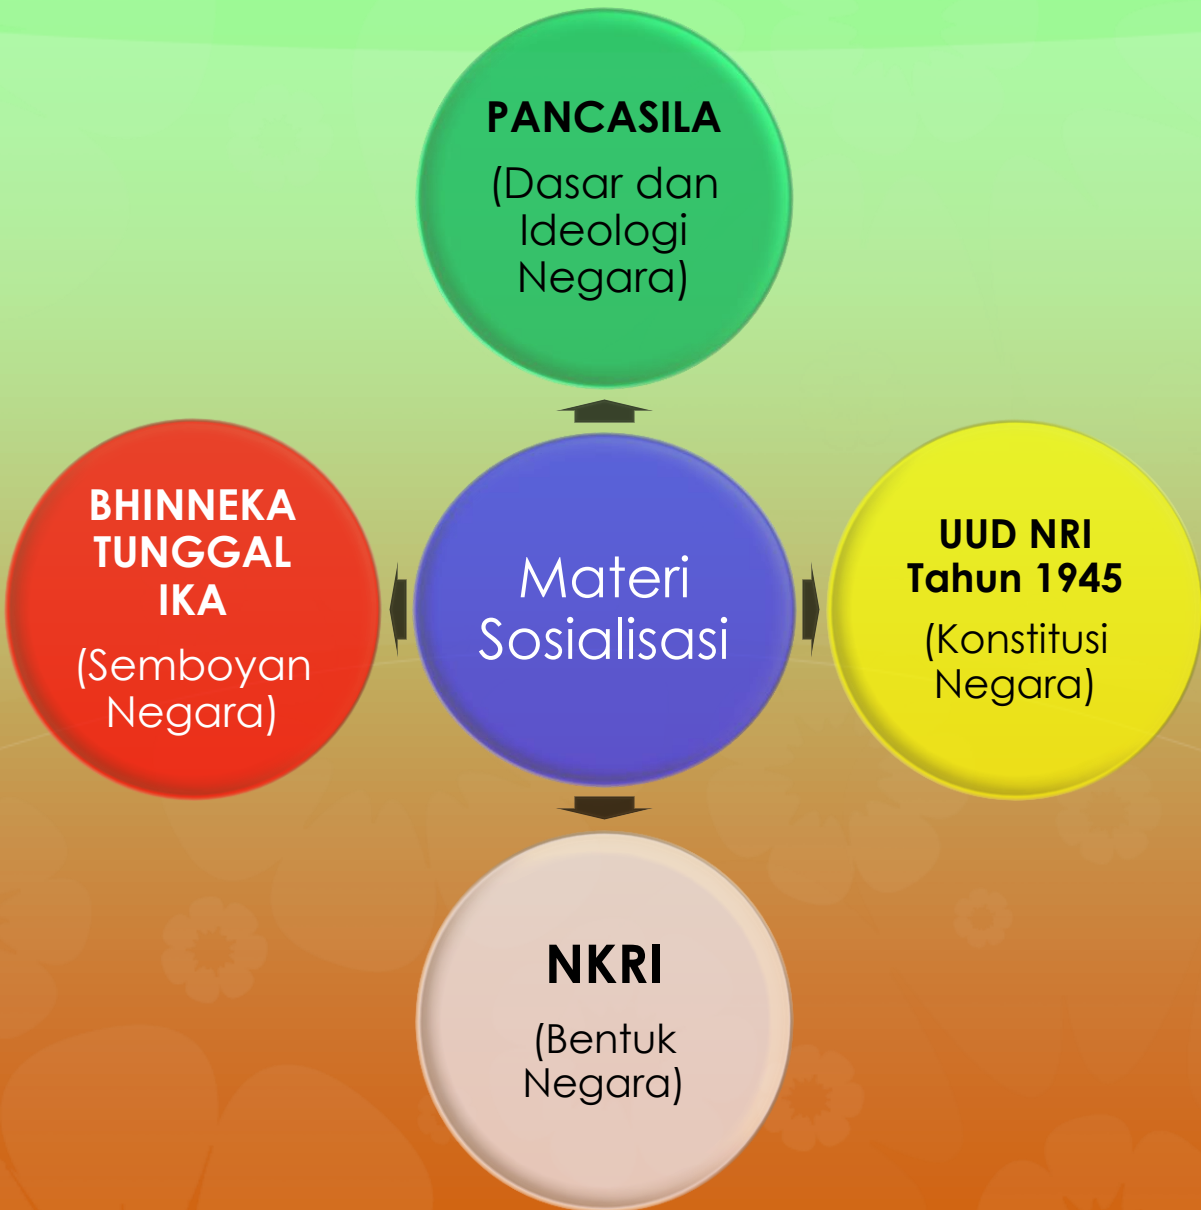 PANCASILA
(Dasar dan
Ideologi
Negara)
BHINNEKA
TUNGGAL
IKA
(Semboyan
Negara)
Materi
Sosialisasi
UUD NRI
Tahun 1945
(Konstitusi
Negara)
NKRI
(Bentuk
Negara)